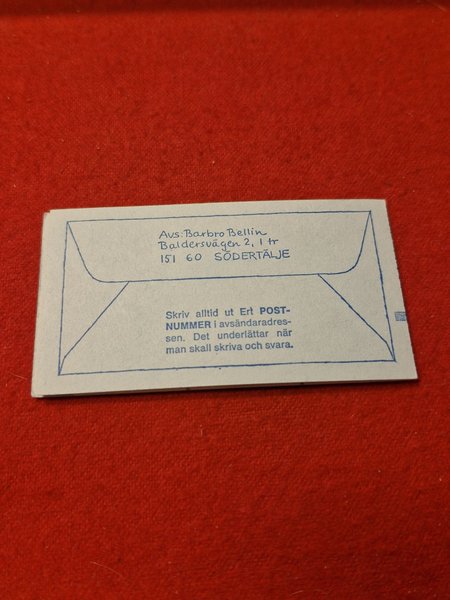 Avs: Barbro Bellin
Baldersvägen 2, 1 tr
151 60 SÖDERTÄLJE
Skriv alltid ut Ert POST-
NUMMER i avsändaradres-
sen. Det underlättar när
man skall skriva och svara.